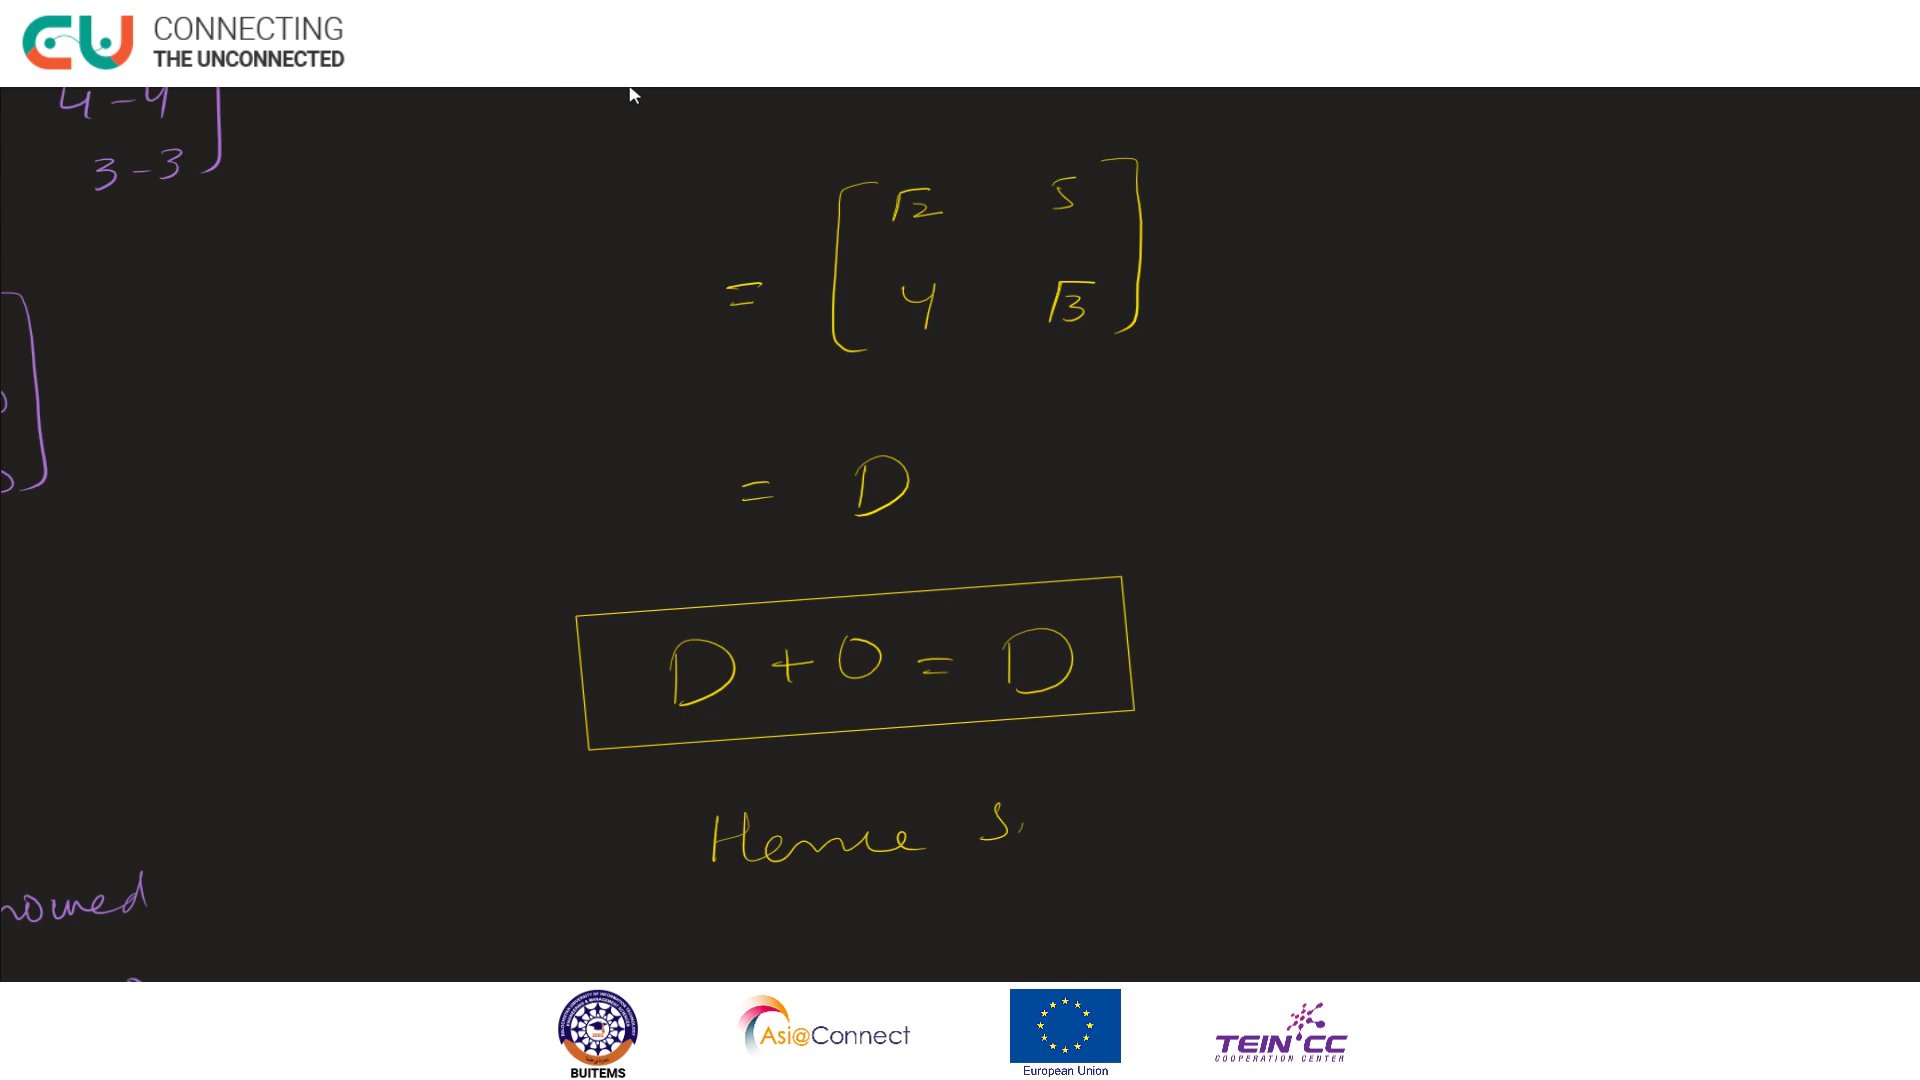 CONNECTING
THE UNCONNECTED
4-4
3-3
√2 5
=
4 √3
= D
D + 0 = D
Hence S
BUITEMS
Asi@Connect
European Union
TEIN*CC
COOPERATION CENTER